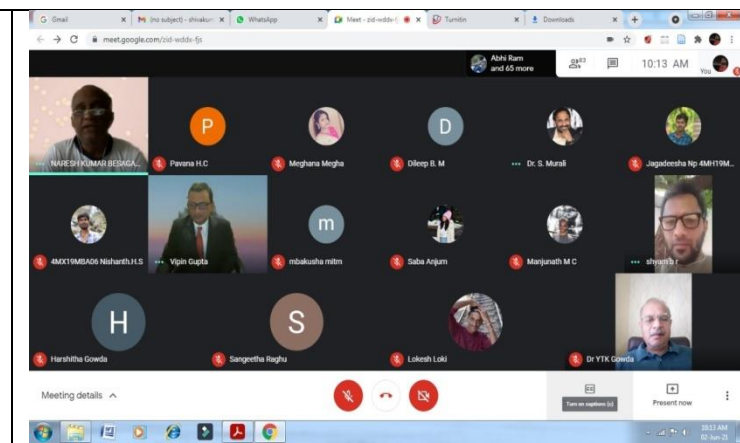 Gmail
(no subject) - shivakum
WhatsApp
Meet - zid-wddx-fj
Turnitin
Downloads
meet.google.com/zid-wddx-fjs
Abhi Ram
and 65 more
83
10:13 AM
You
NARESH KUMAR BESAGA...
P
Pavana H.C
Meghana Megha
D
Dileep B. M
Dr. S. Murali
Jagadeesha Np 4MH19M...
4MX19MBA06 Nishanth.H.S
Vipin Gupta
m
mbakusha mitm
Saba Anjum
Manjunath M C
shyam b r
H
Harshitha Gowda
S
Sangeetha Raghu
Lokesh Loki
Dr YTK Gowda
Meeting details
Turn on captions (c)
Present now
10:13 AM
02-Jun-21